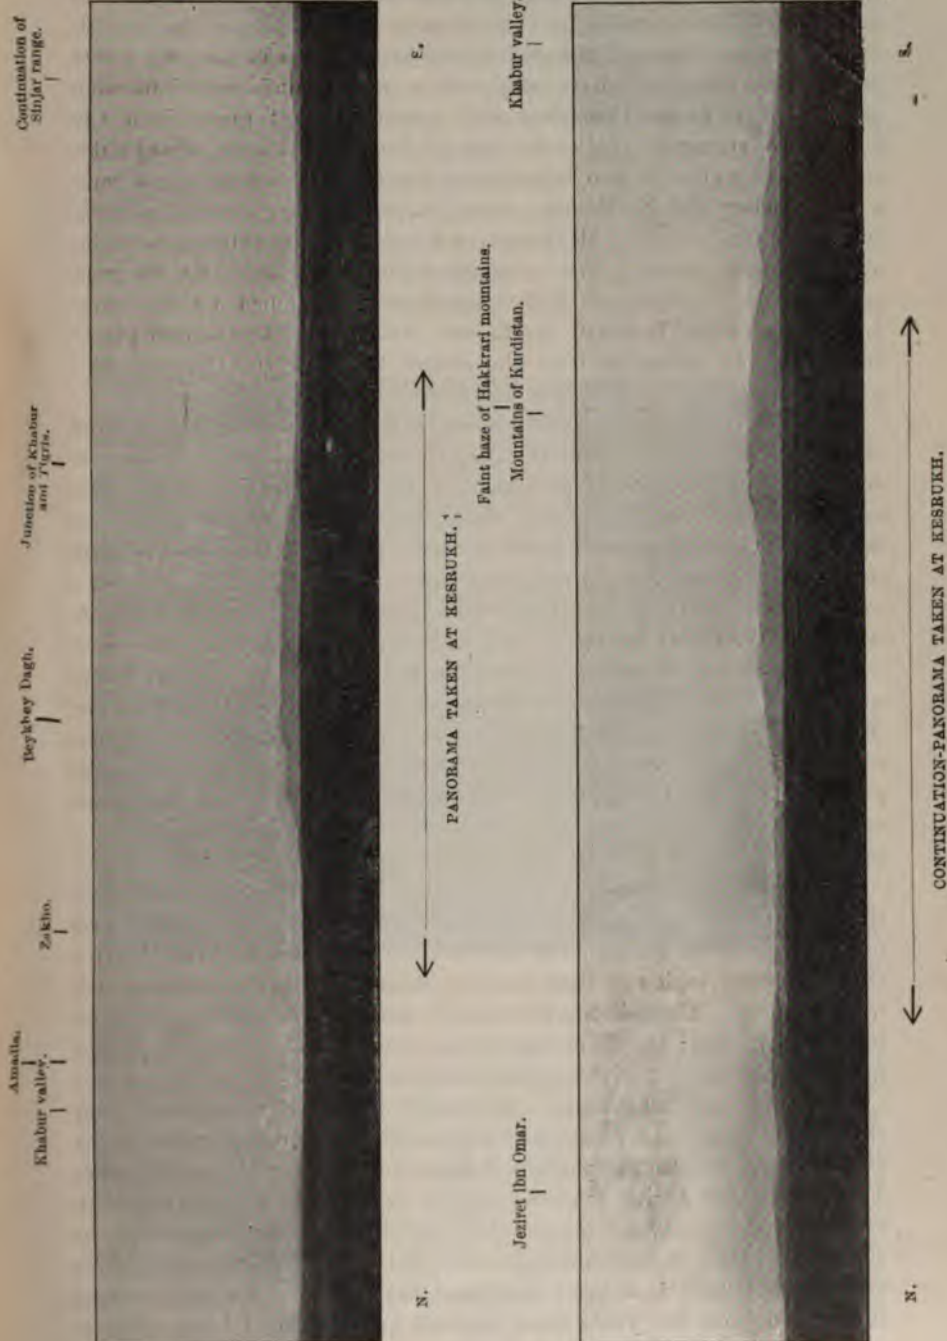 Khabur valley.
Amadia.
Zakho.
Beykhey Dagh.
Junction of Khabur
and Tigris.
Continuation of
Sinjar range.
N.
E.
PANORAMA TAKEN AT KESRUKH.
Jeziret ibn Omar.
Faint haze of Hakkrari mountains.
Mountains of Kurdistan.
Khabur valley.
N.
CONTINUATION-PANORAMA TAKEN AT KESRUKH.